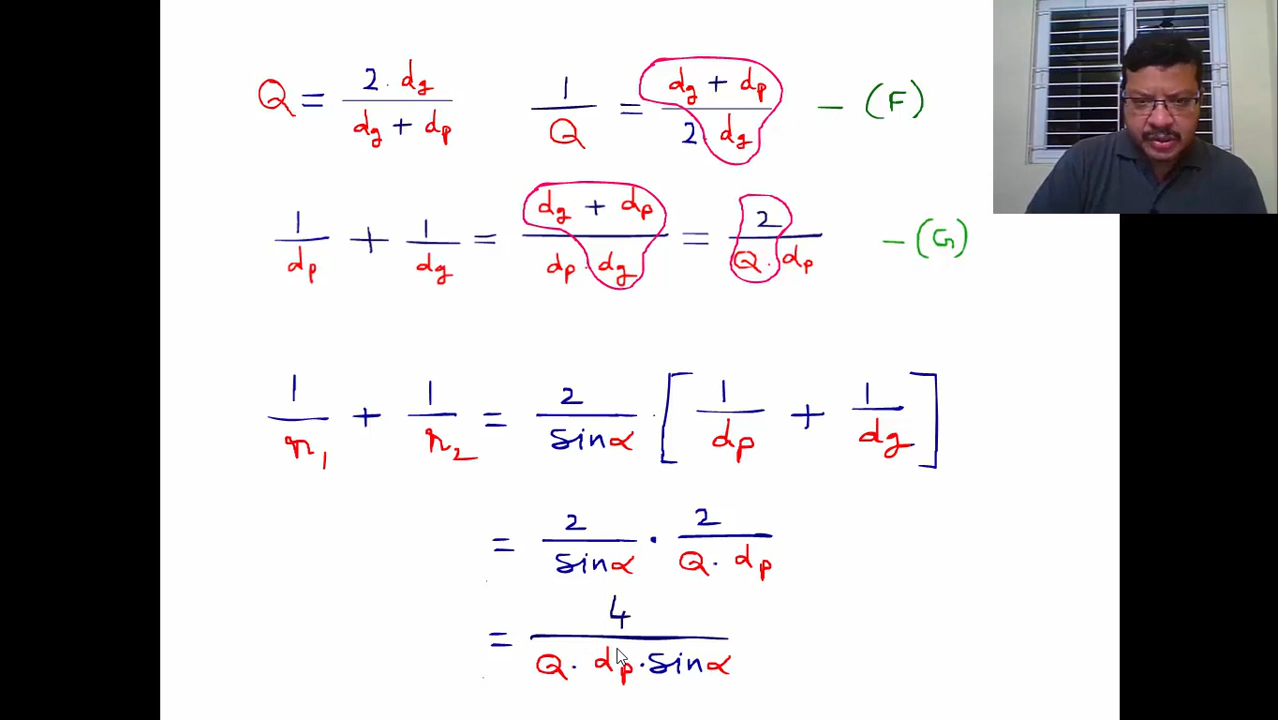 Q = 2·dg / (dg + dp)   1/Q = (dg + dp) / (2 dg) – (F)
1/dp + 1/dg = (dg + dp) / (dp·dg) = 2 / (Q·dp) – (G)
1/r₁ + 1/r₂ = 2/sinα · [1/dp + 1/dg]
= 2/sinα · 2/(Q·dp)
= 4 / (Q·dp·sinα)